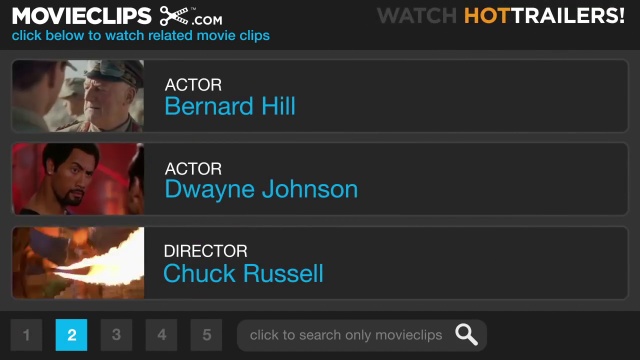 MOVIECLIPS .COM
™
WATCH HOTTRAILERS!
click below to watch related movie clips
ACTOR
Bernard Hill
ACTOR
Dwayne Johnson
DIRECTOR
Chuck Russell
1 2 3 4 5 click to search only movieclips